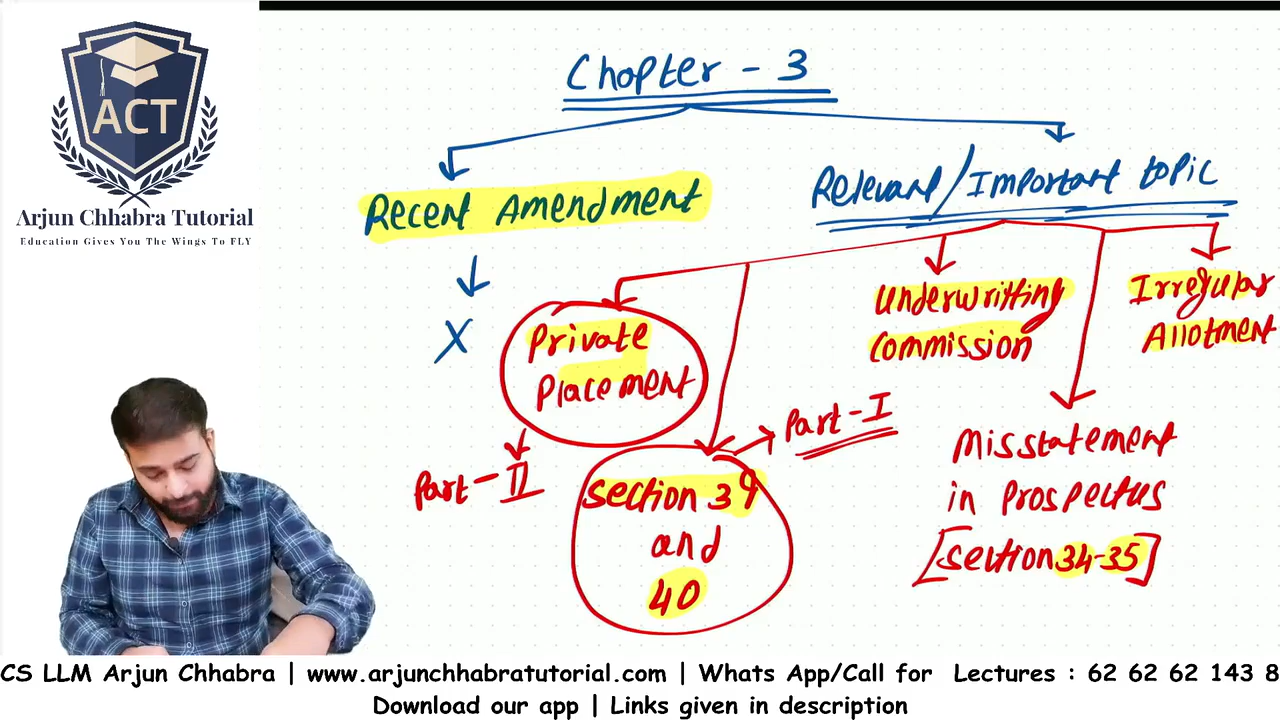 ACT
Arjun Chhabra Tutorial
Education Gives You The Wings To FLY
Chapter - 3
Recent Amendment
X
Relevant/Important topic
Private
Placement
Part-II
Section 39
and
40
Part-I
Underwritting
Commission
Misstatement
in Prospectus
[Section 34-35]
Irregular
Allotment
CS LLM Arjun Chhabra | www.arjunchhabratutorial.com | Whats App/Call for Lectures : 62 62 62 143 8
Download our app | Links given in description